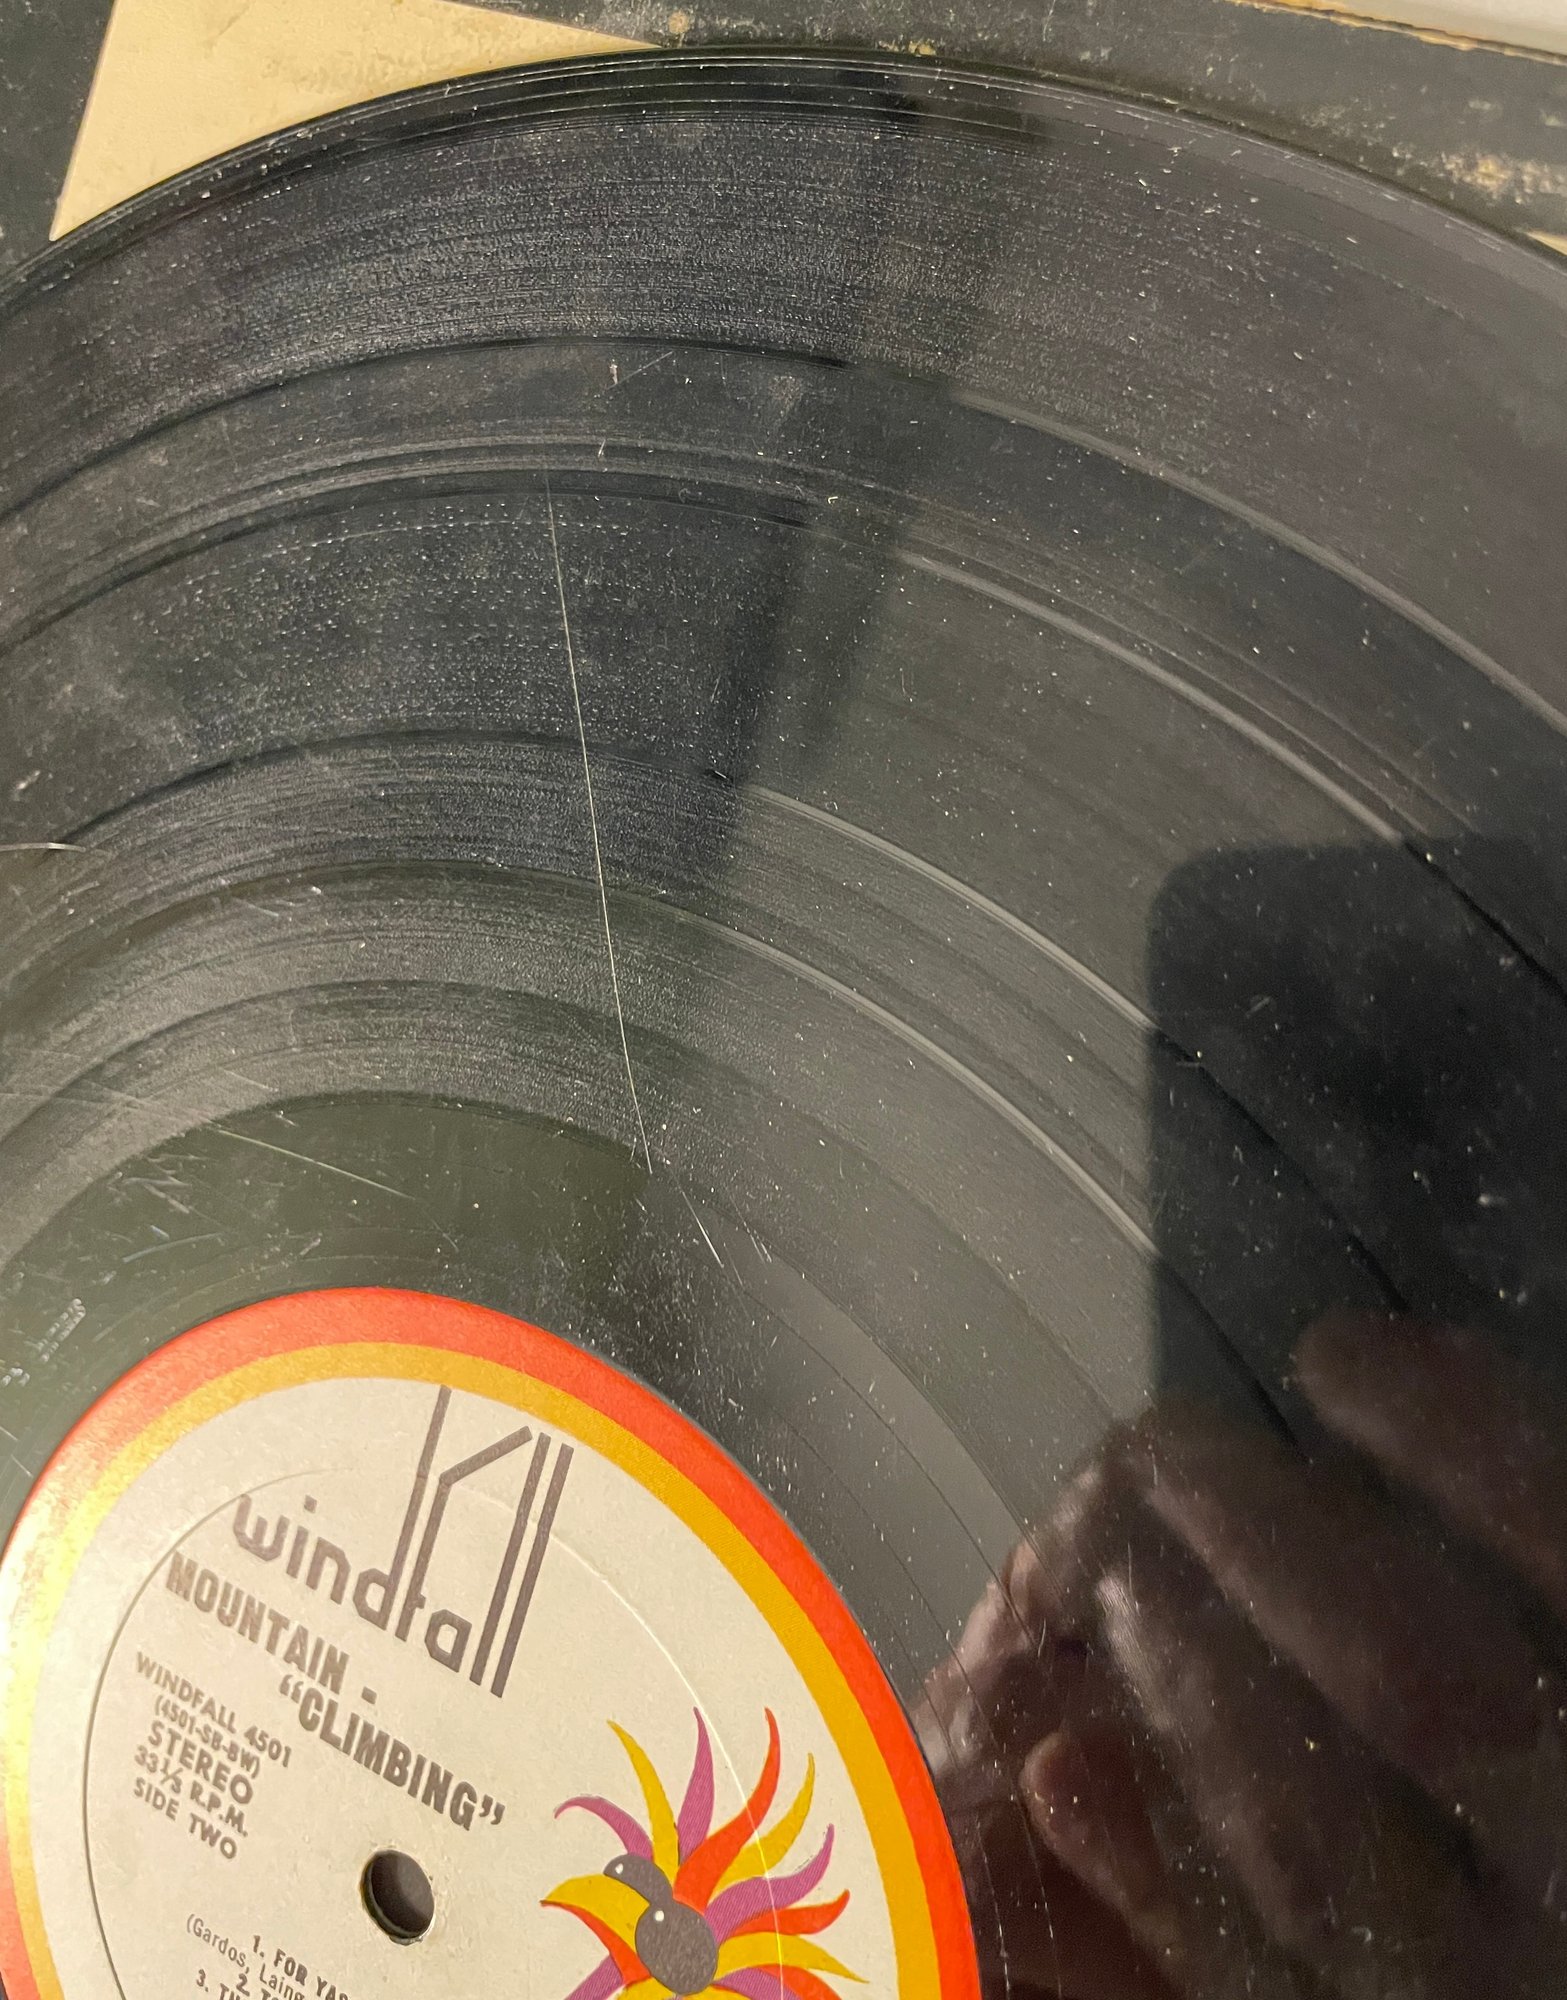 windfall
MOUNTAIN -
“CLIMBING”
WINDFALL 4501
(4501-SB-BW)
STEREO
33⅓ R.P.M.
SIDE TWO
1. FOR YAS
(Gardos, Laing
2.
3.